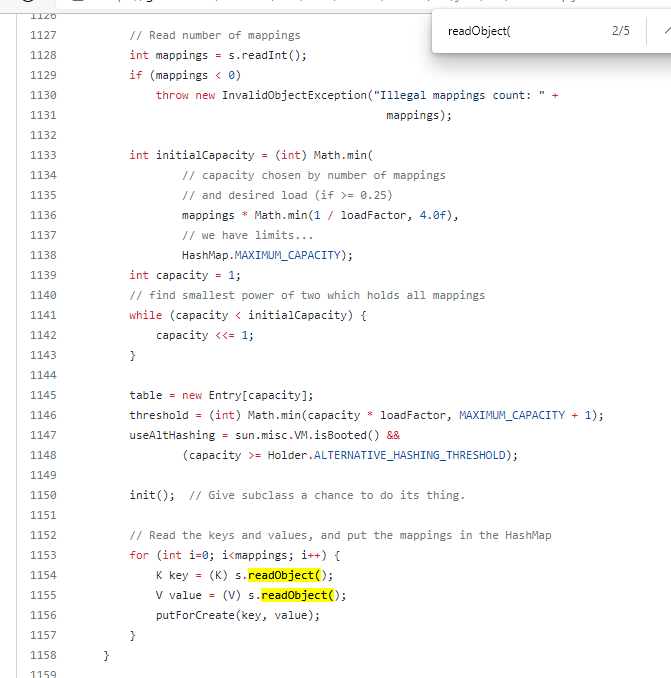 readObject( 2/5
1126
1127 // Read number of mappings
1128 int mappings = s.readInt();
1129 if (mappings < 0)
1130 throw new InvalidObjectException("Illegal mappings count: " +
1131 mappings);
1132
1133 int initialCapacity = (int) Math.min(
1134 // capacity chosen by number of mappings
1135 // and desired load (if >= 0.25)
1136 mappings * Math.min(1 / loadFactor, 4.0f),
1137 // we have limits...
1138 HashMap.MAXIMUM_CAPACITY);
1139 int capacity = 1;
1140 // find smallest power of two which holds all mappings
1141 while (capacity < initialCapacity) {
1142 capacity <<= 1;
1143 }
1144
1145 table = new Entry[capacity];
1146 threshold = (int) Math.min(capacity * loadFactor, MAXIMUM_CAPACITY + 1);
1147 useAltHashing = sun.misc.VM.isBooted() &&
1148 (capacity >= Holder.ALTERNATIVE_HASHING_THRESHOLD);
1149
1150 init(); // Give subclass a chance to do its thing.
1151
1152 // Read the keys and values, and put the mappings in the HashMap
1153 for (int i=0; i<mappings; i++) {
1154 K key = (K) s.readObject();
1155 V value = (V) s.readObject();
1156 putForCreate(key, value);
1157 }
1158 }
1159